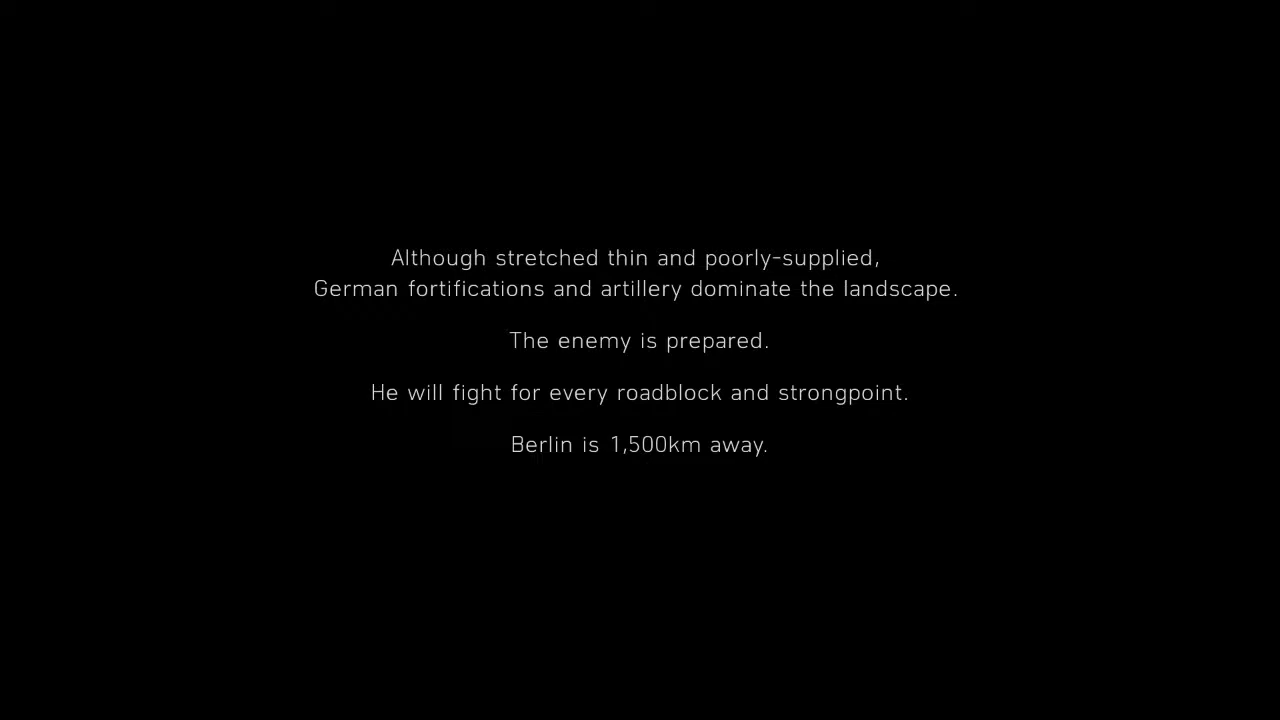 Although stretched thin and poorly-supplied,
German fortifications and artillery dominate the landscape.
The enemy is prepared.
He will fight for every roadblock and strongpoint.
Berlin is 1,500km away.